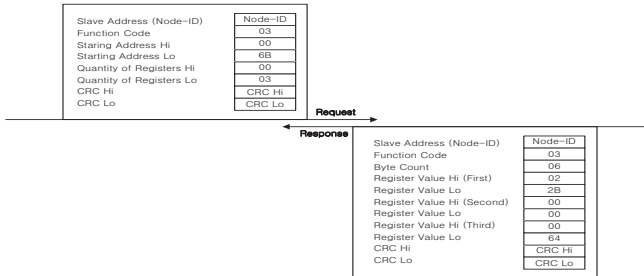 Slave Address (Node-ID) Node-ID
Function Code 03
Staring Address Hi 00
Starting Address Lo 6B
Quantity of Registers Hi 00
Quantity of Registers Lo 03
CRC Hi CRC Hi
CRC Lo CRC Lo
Request
Response
Slave Address (Node-ID) Node-ID
Function Code 03
Byte Count 06
Register Value Hi (First) 02
Register Value Lo 2B
Register Value Hi (Second) 00
Register Value Lo 00
Register Value Hi (Third) 00
Register Value Lo 64
CRC Hi CRC Hi
CRC Lo CRC Lo